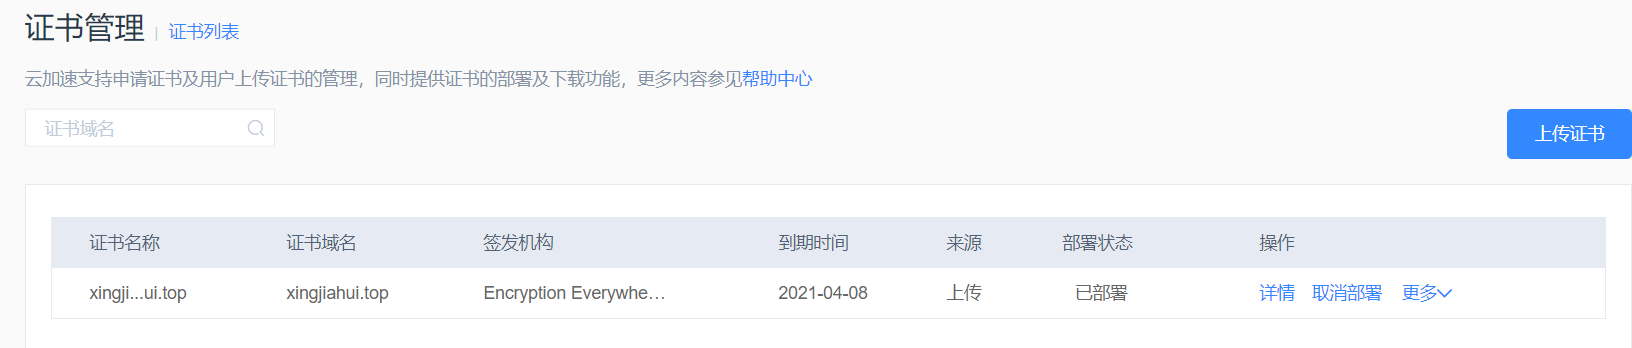 证书管理 | 证书列表
云加速支持申请证书及用户上传证书的管理，同时提供证书的部署及下载功能，更多内容参见帮助中心
证书域名
上传证书
证书名称 证书域名 签发机构 到期时间 来源 部署状态 操作
xingji...ui.top xingjiahui.top Encryption Everywhe... 2021-04-08 上传 已部署 详情 取消部署 更多